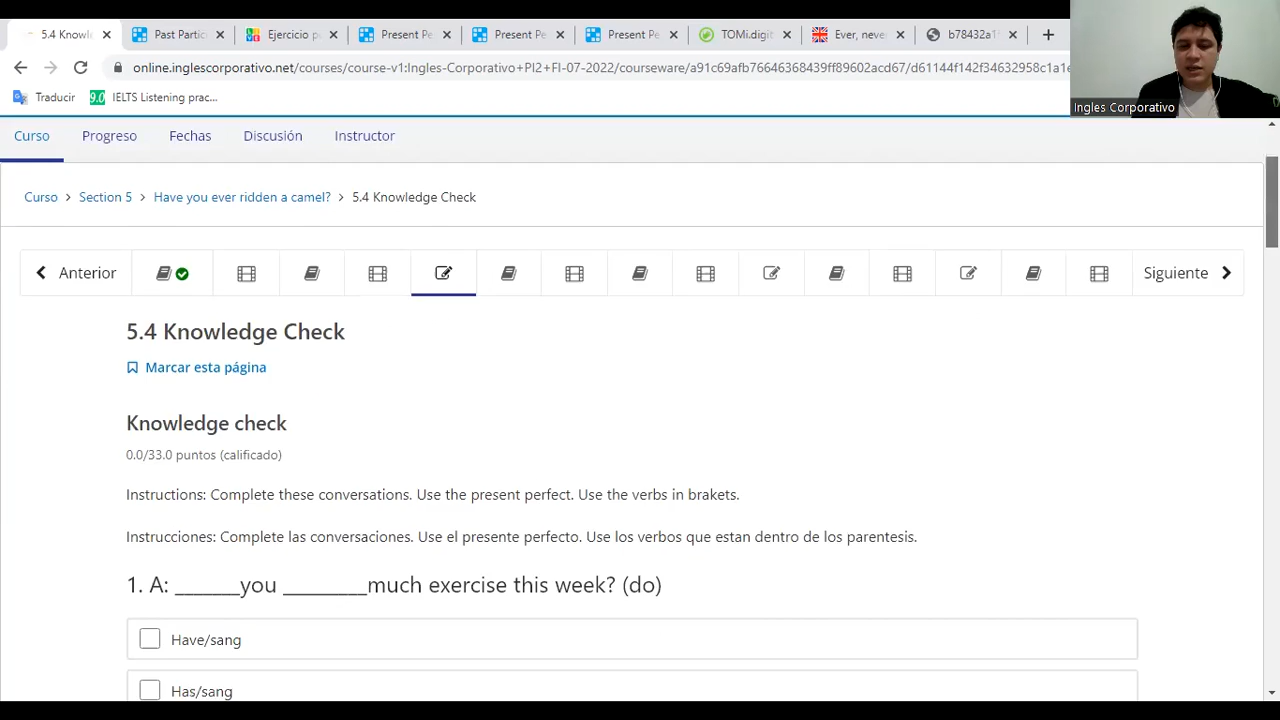 5.4 Knowl
Past Partic
Ejercicio p
Present Pe
Present Pe
Present Pe
TOMi.digit
Ever, neve
b78432a1
online.inglescorporativo.net/courses/course-v1:Ingles-Corporativo+PI2+FI-07-2022/courseware/a91c69afb76646368439ff89602acd67/d61144f142f34632958c1a1e
Ingles Corporativo
Traducir
9.0 IELTS Listening prac...
Curso Progreso Fechas Discusión Instructor
Curso > Section 5 > Have you ever ridden a camel? > 5.4 Knowledge Check
Anterior
Siguiente
5.4 Knowledge Check
Marcar esta página
Knowledge check
0.0/33.0 puntos (calificado)
Instructions: Complete these conversations. Use the present perfect. Use the verbs in brakets.
Instrucciones: Complete las conversaciones. Use el presente perfecto. Use los verbos que estan dentro de los parentesis.
1. A: _______you _________much exercise this week? (do)
Have/sang
Has/sang